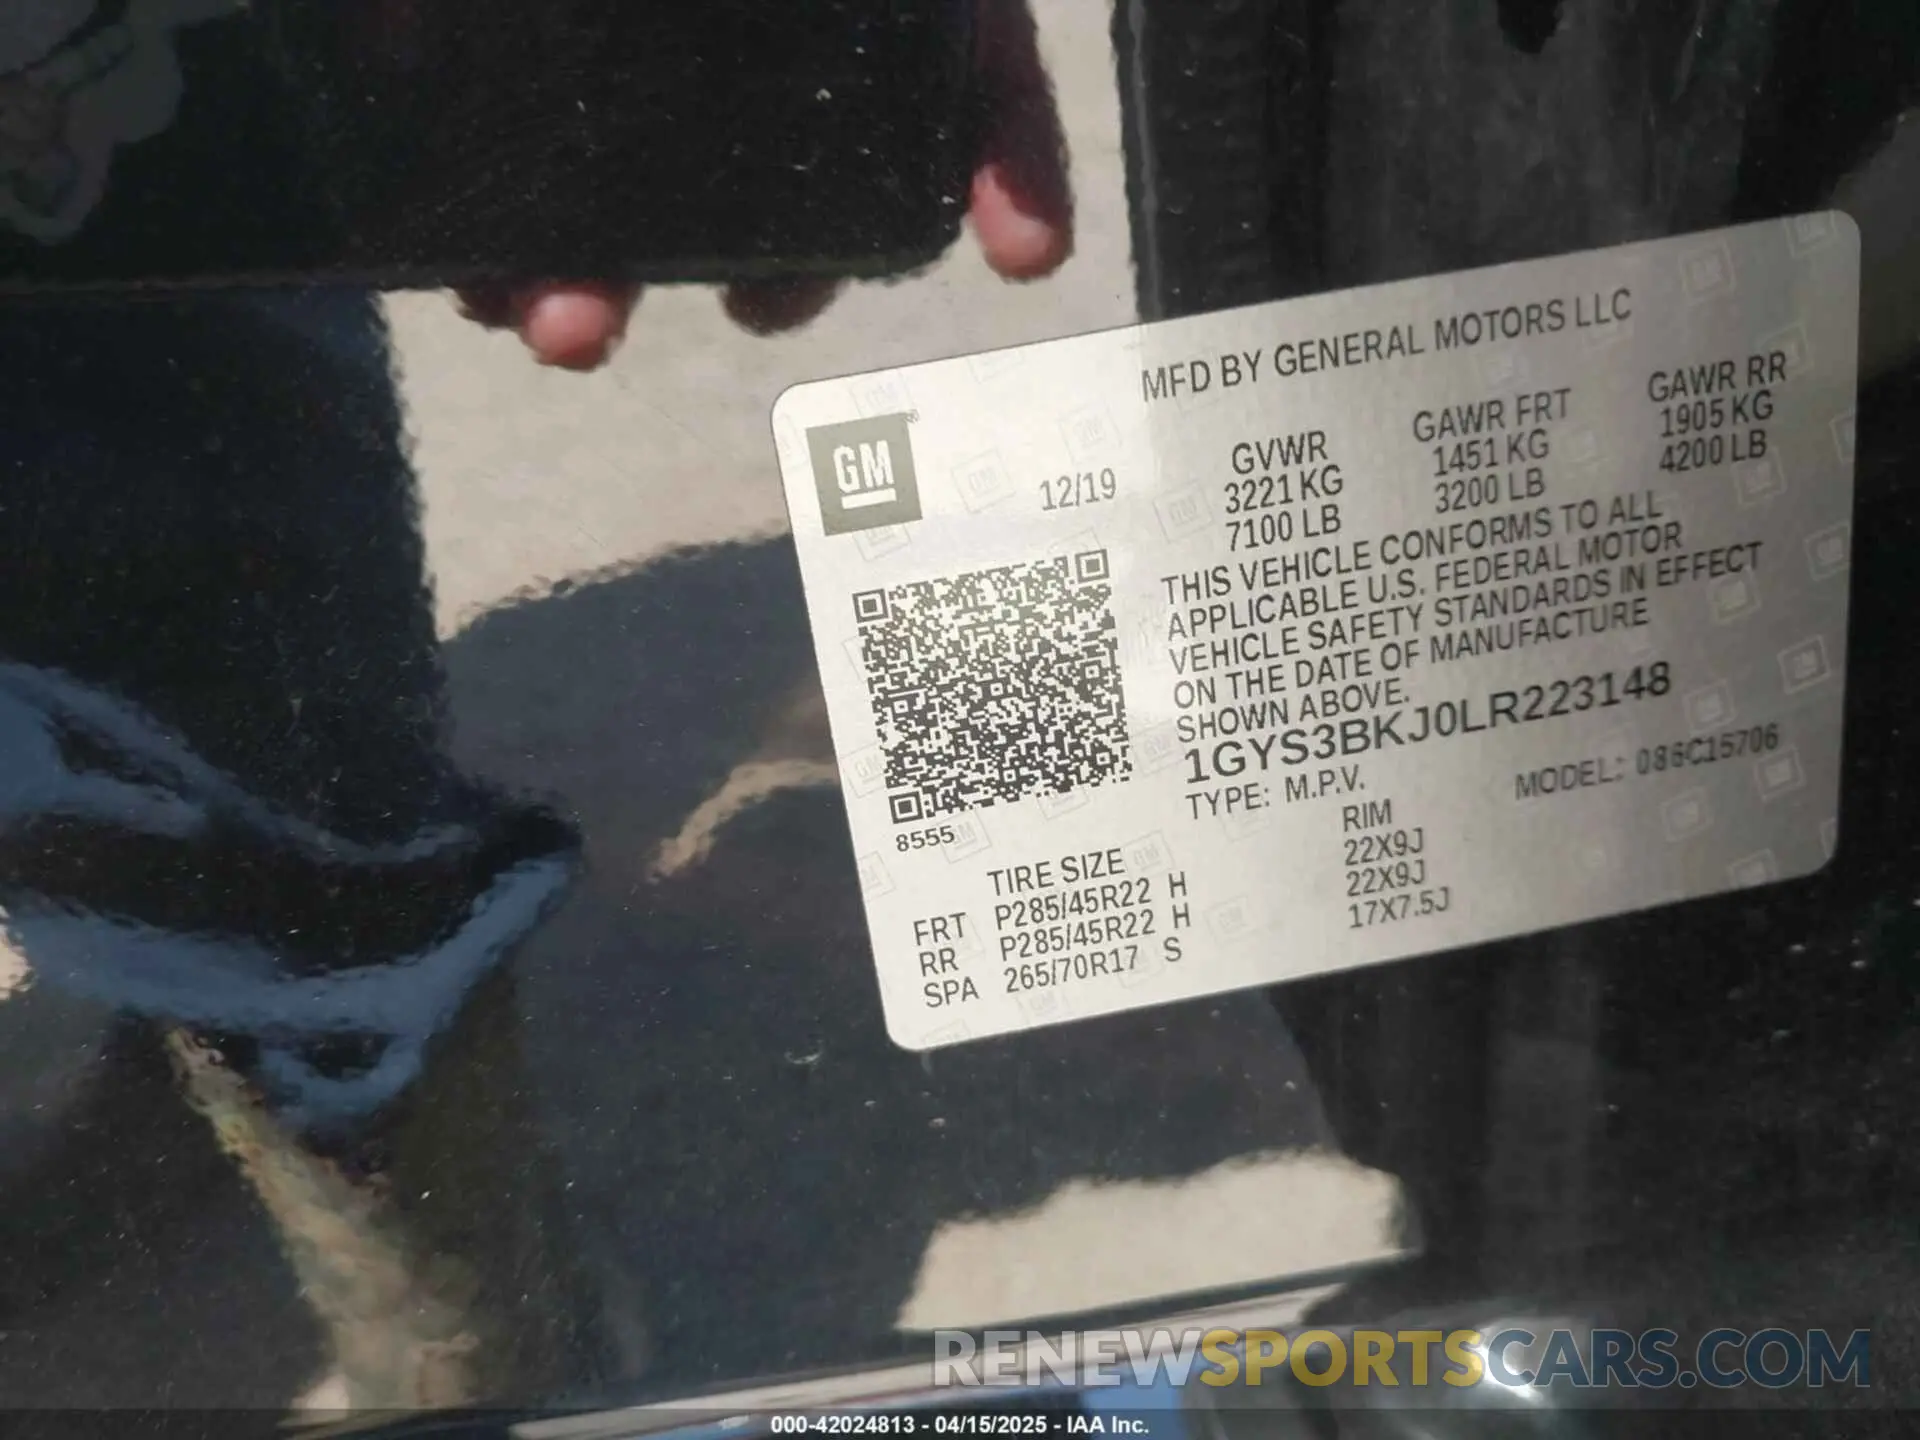 MFD BY GENERAL MOTORS LLC
GM®
12/19
GVWR GAWR FRT GAWR RR
3221 KG 1451 KG 1905 KG
7100 LB 3200 LB 4200 LB
THIS VEHICLE CONFORMS TO ALL
APPLICABLE U.S. FEDERAL MOTOR
VEHICLE SAFETY STANDARDS IN EFFECT
ON THE DATE OF MANUFACTURE
SHOWN ABOVE.
1GYS3BKJ0LR223148
TYPE: M.P.V. MODEL: 086C15706
8555
TIRE SIZE RIM
FRT P285/45R22 H 22X9J
RR P285/45R22 H 22X9J
SPA 265/70R17 S 17X7.5J
RENEWSPORTSCARS.COM
000-42024813 - 04/15/2025 - IAA Inc.